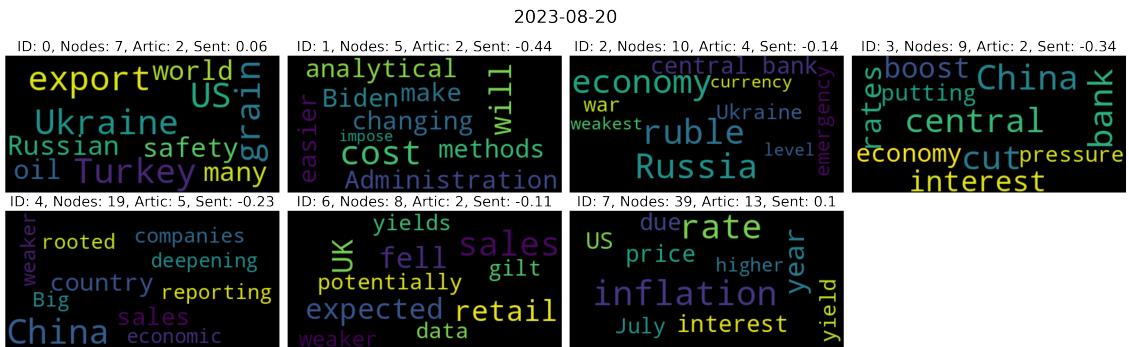 2023-08-20
ID: 0, Nodes: 7, Artic: 2, Sent: 0.06
export world
US
grain
Ukraine
Russian safety
oil Turkey many
ID: 1, Nodes: 5, Artic: 2, Sent: -0.44
analytical
will
Biden make
easier
changing
impose
cost methods
Administration
ID: 2, Nodes: 10, Artic: 4, Sent: -0.14
central bank
economy currency
emergency
war Ukraine
weakest
ruble
level
Russia
ID: 3, Nodes: 9, Artic: 2, Sent: -0.34
boost China
rates
putting
bank
central
economy cut pressure
interest
ID: 4, Nodes: 19, Artic: 5, Sent: -0.23
weaker
rooted companies
deepening
country
Big reporting
sales
China economic
ID: 6, Nodes: 8, Artic: 2, Sent: -0.11
yields
UK
sales
fell
gilt
potentially
expected retail
data
weaker
ID: 7, Nodes: 39, Artic: 13, Sent: 0.1
due rate
US
year
price
higher
inflation
yield
July interest